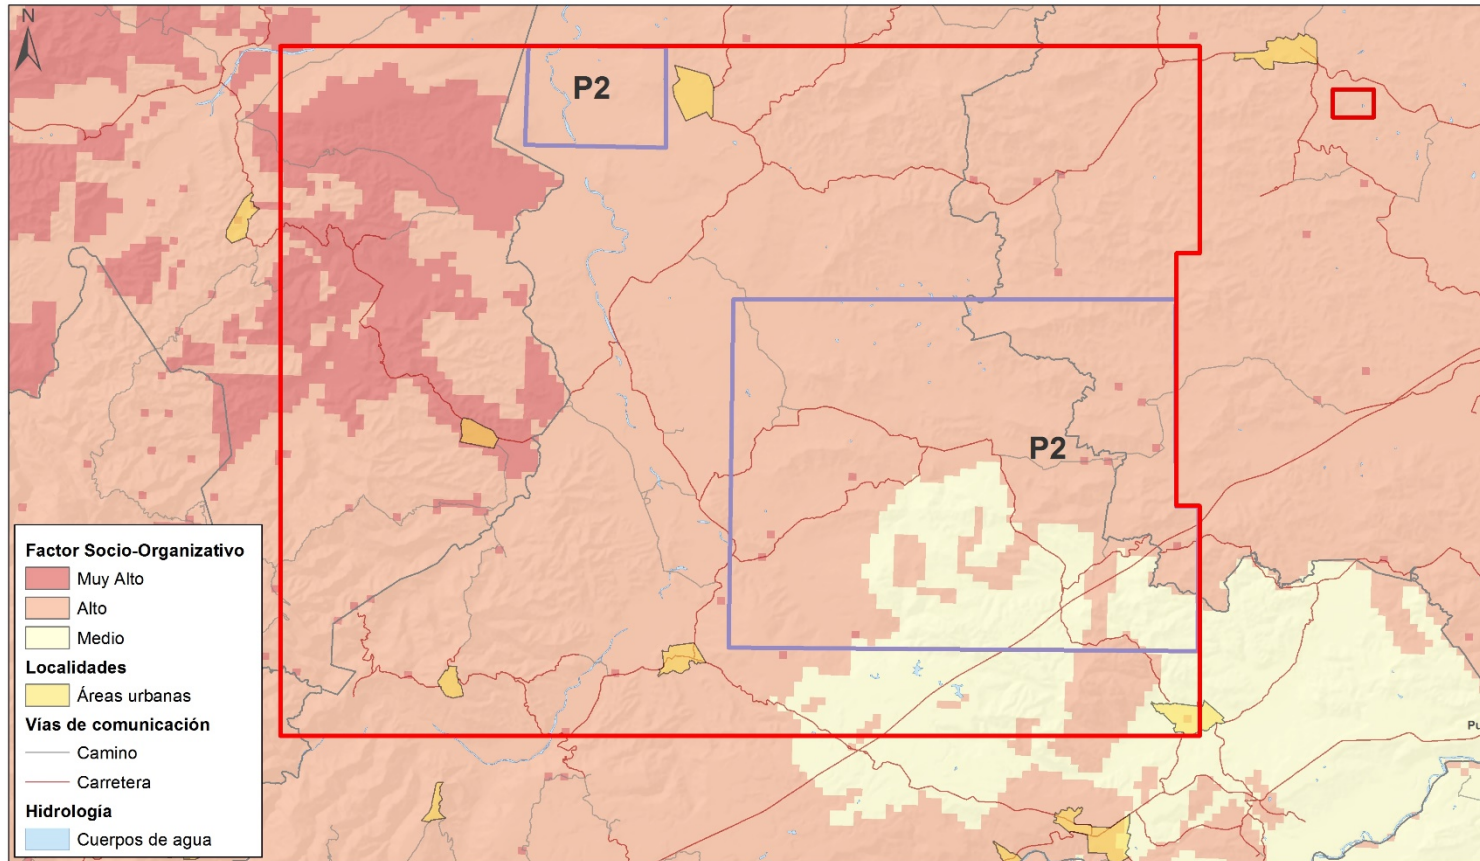 N
P2
P2
Factor Socio-Organizativo
Muy Alto
Alto
Medio
Localidades
Áreas urbanas
Vías de comunicación
Camino
Carretera
Hidrología
Cuerpos de agua
Pu